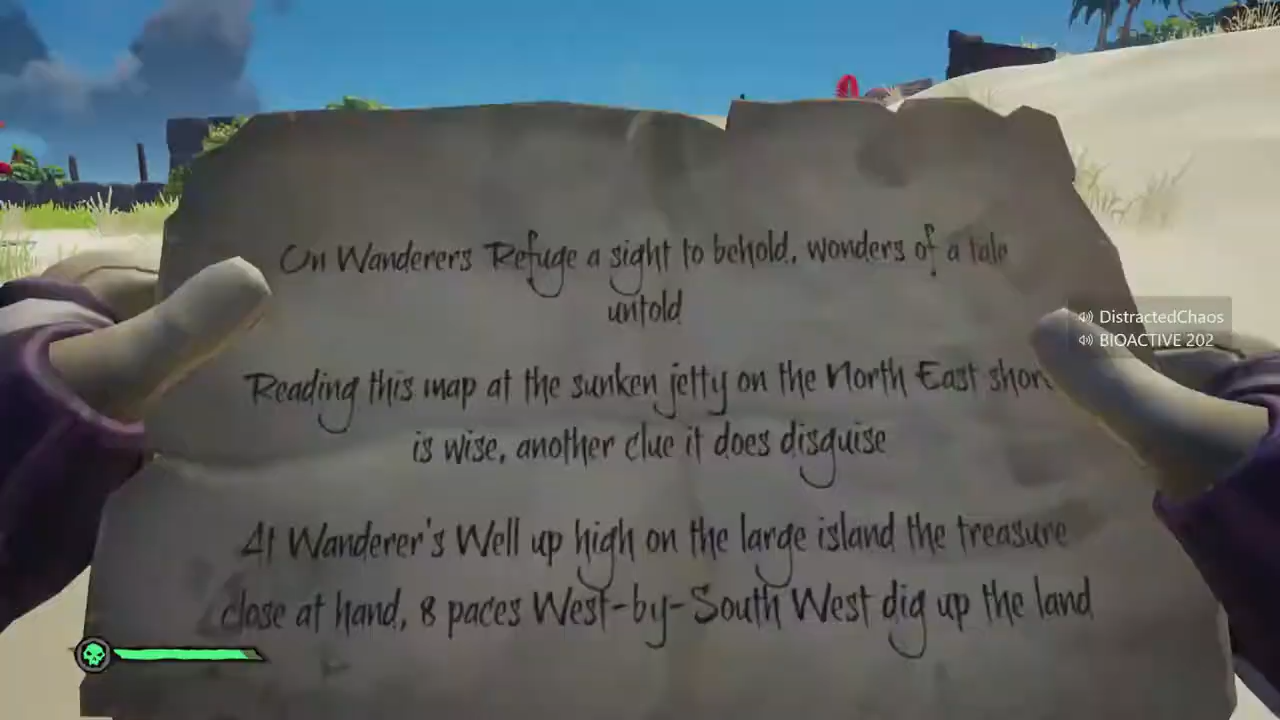 On Wanderers Refuge a sight to behold, wonders of a tale
untold
Reading this map at the sunken jetty on the North East shore
is wise, another clue it does disguise
At Wanderer's Well up high on the large island the treasure
close at hand, 8 paces West-by-South West dig up the land
DistractedChaos
BIOACTIVE 202